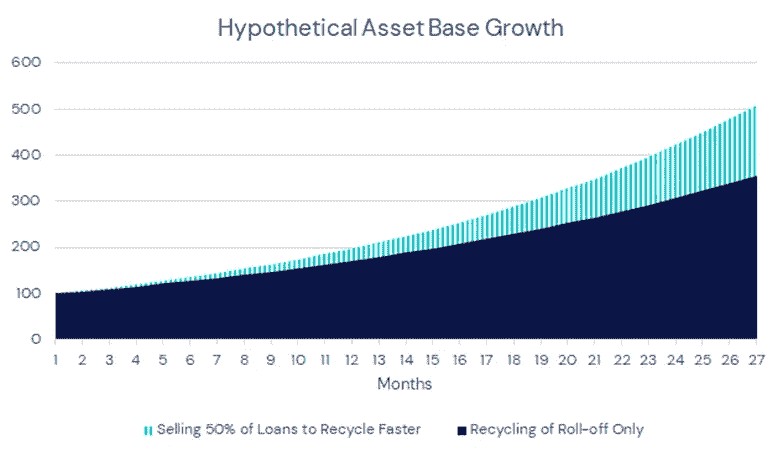 Hypothetical Asset Base Growth
600
500
400
300
200
100
0
1 2 3 4 5 6 7 8 9 10 11 12 13 14 15 16 17 18 19 20 21 22 23 24 25 26 27
Months
Selling 50% of Loans to Recycle Faster
Recycling of Roll-off Only